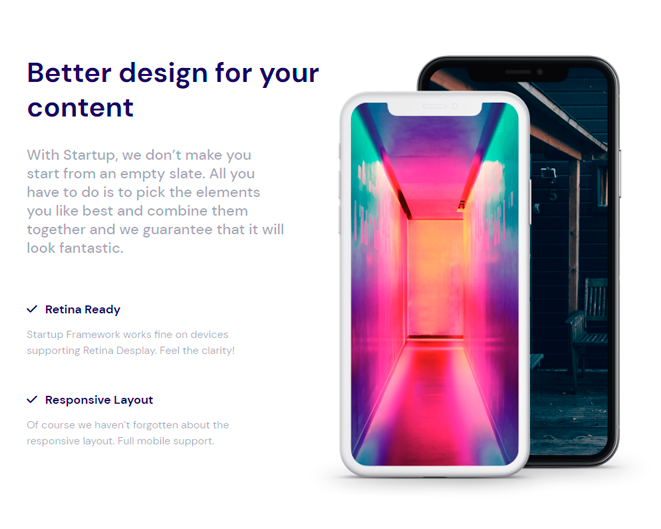 Better design for your
content
With Startup, we don’t make you
start from an empty slate. All you
have to do is to pick the elements
you like best and combine them
together and we guarantee that it will
look fantastic.
Retina Ready
Startup Framework works fine on devices
supporting Retina Desplay. Feel the clarity!
Responsive Layout
Of course we haven’t forgotten about the
responsive layout. Full mobile support.